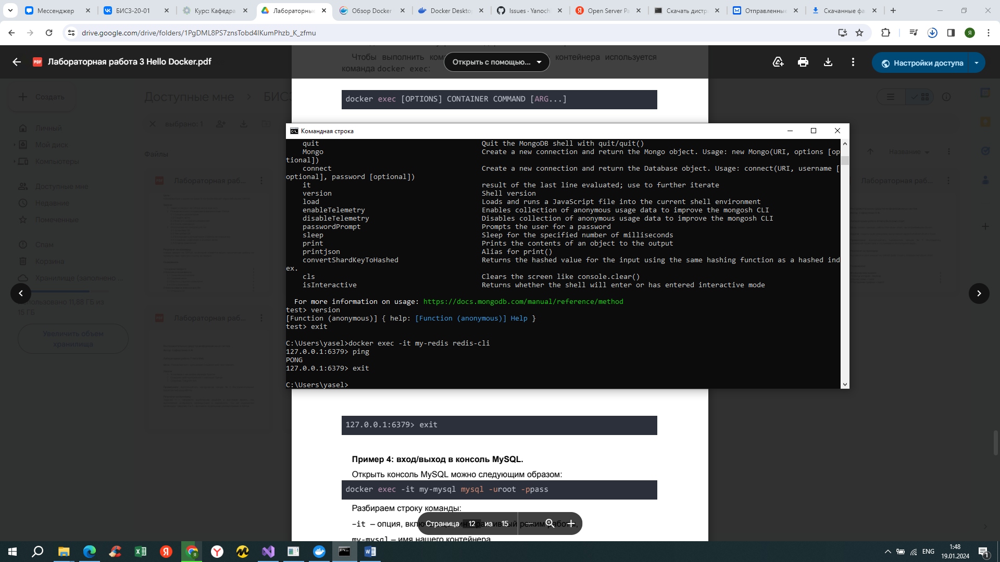 Мессенджер
БИСЗ-20-01
Курс: Кафедра
Лабораторные
Обзор Docker
Docker Deskto
Issues · Yanoch
Open Server Pa
Скачать дистр
Отправленные
Скачанные фа
drive.google.com/drive/folders/1PgDML8PS7znsTobd4lKumPhzb_K_zfmu
Я
PDF
Лабораторная работа 3 Hello Docker.pdf
Открыть с помощью...
Настройки доступа
Чтобы выполнить ком
контейнера используется
команда docker exec:
docker exec [OPTIONS] CONTAINER COMMAND [ARG...]
Создать
Доступные мне
БИСЗ
выбрано: 1
Личный
Мой диск
Компьютеры
Доступные мне
Недавние
Помеченные
Спам
Корзина
Хранилище (заполнено ...
Использовано 11,88 ГБ из
15 ГБ
Увеличить объем
хранилища
Файлы
Название
Лабораторная раб...
Лабораторная раб...
Лабораторная раб...
Командная строка
quit Quit the MongoDB shell with quit/quit()
Mongo Create a new connection and return the Mongo object. Usage: new Mongo(URI, options [op
tional])
connect Create a new connection and return the Database object. Usage: connect(URI, username [
optional], password [optional])
it result of the last line evaluated; use to further iterate
version Shell version
load Loads and runs a JavaScript file into the current shell environment
enableTelemetry Enables collection of anonymous usage data to improve the mongosh CLI
disableTelemetry Disables collection of anonymous usage data to improve the mongosh CLI
passwordPrompt Prompts the user for a password
sleep Sleep for the specified number of milliseconds
print Prints the contents of an object to the output
printjson Alias for print()
convertShardKeyToHashed Returns the hashed value for the input using the same hashing function as a hashed ind
ex.
cls Clears the screen like console.clear()
isInteractive Returns whether the shell will enter or has entered interactive mode
For more information on usage: https://docs.mongodb.com/manual/reference/method
test> version
[Function (anonymous)] { help: [Function (anonymous)] Help }
test> exit
C:\Users\yasel>docker exec -it my-redis redis-cli
127.0.0.1:6379> ping
PONG
127.0.0.1:6379> exit
C:\Users\yasel>
127.0.0.1:6379> exit
Пример 4: вход/выход в консоль MySQL.
Открыть консоль MySQL можно следующим образом:
docker exec -it my-mysql mysql -uroot -ppass
Разбираем строку команды:
-it – опция, включающая интерактивный режим работы,
my-mysql – имя нашего контейнера
Страница 12 из 15
ENG
1:48
19.01.2024
1